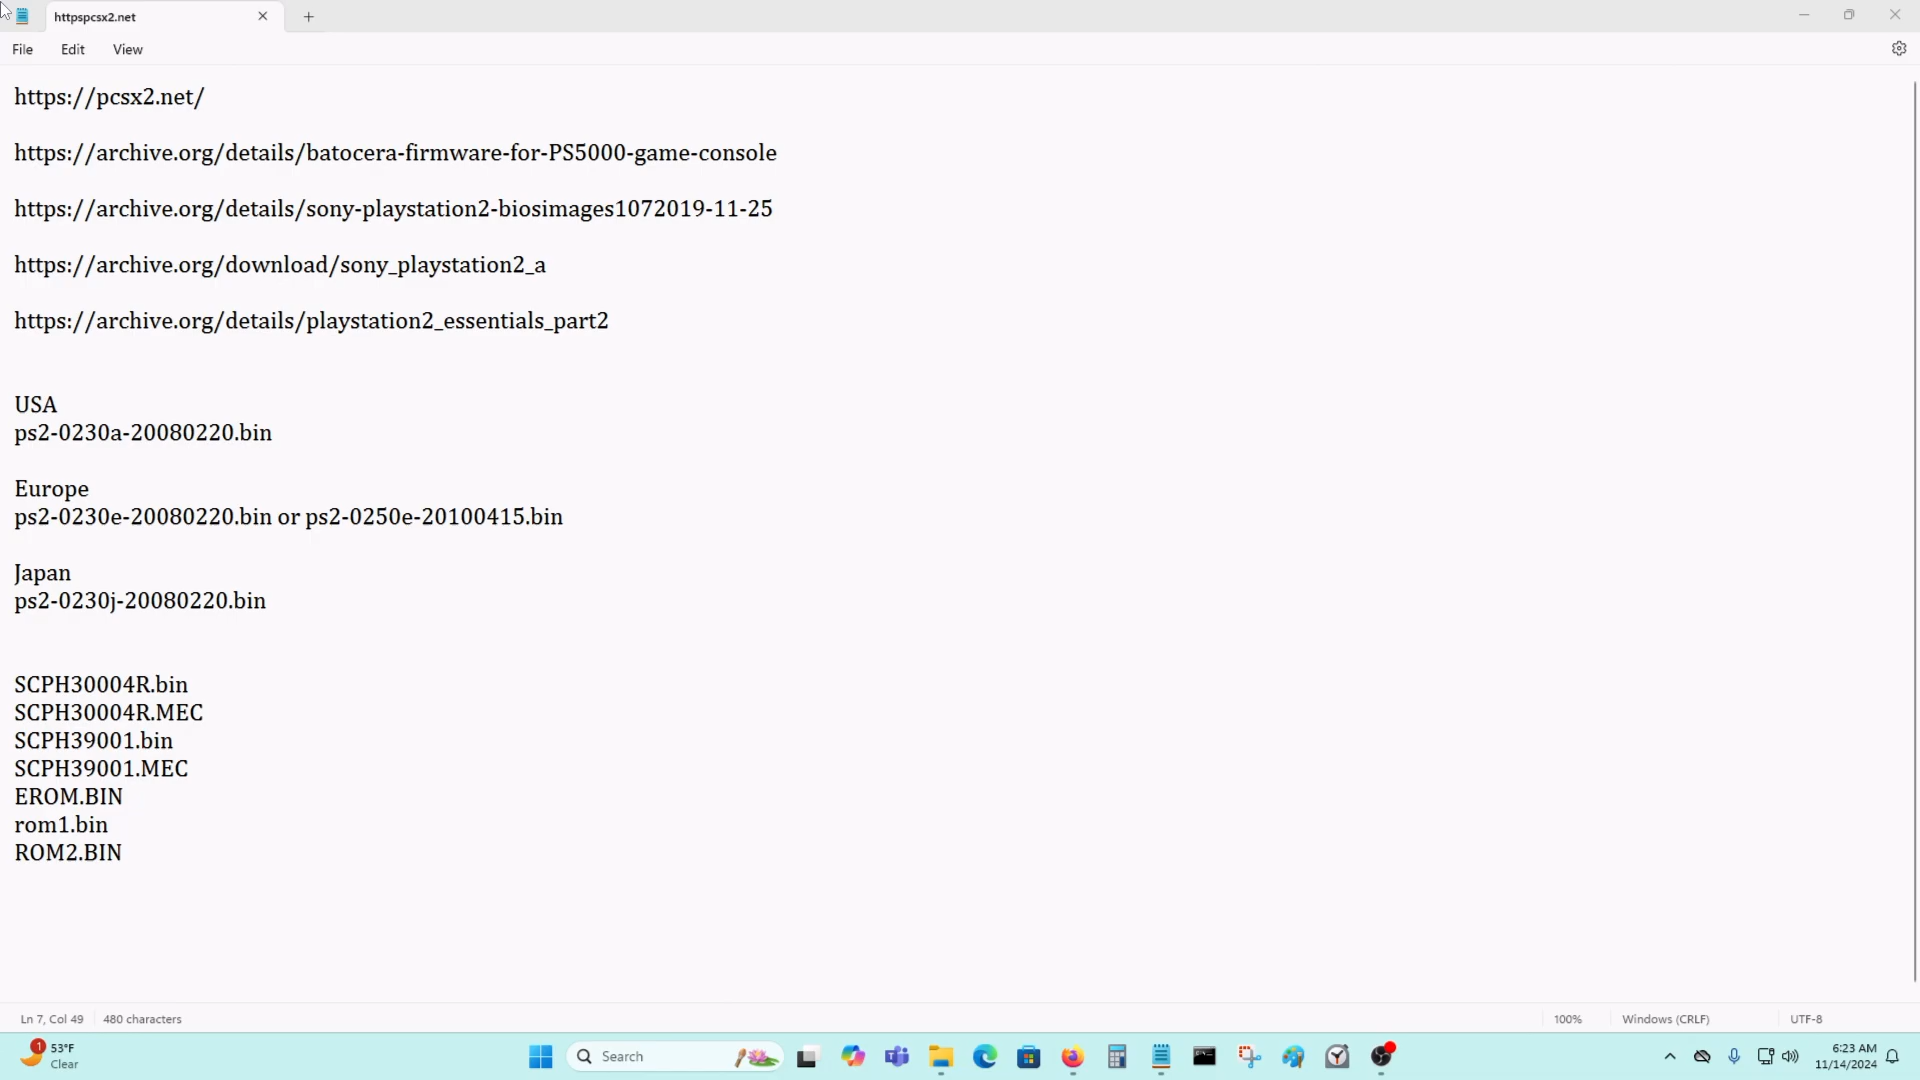 httpspcsx2.net
File Edit View
https://pcsx2.net/
https://archive.org/details/batocera-firmware-for-PS5000-game-console
https://archive.org/details/sony-playstation2-biosimages1072019-11-25
https://archive.org/download/sony_playstation2_a
https://archive.org/details/playstation2_essentials_part2
USA
ps2-0230a-20080220.bin
Europe
ps2-0230e-20080220.bin or ps2-0250e-20100415.bin
Japan
ps2-0230j-20080220.bin
SCPH30004R.bin
SCPH30004R.MEC
SCPH39001.bin
SCPH39001.MEC
EROM.BIN
rom1.bin
ROM2.BIN
Ln 7, Col 49 480 characters 100% Windows (CRLF) UTF-8
1 53°F Search 6:23 AM
Clear 11/14/2024